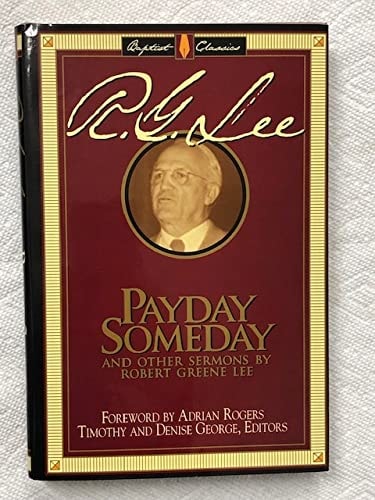 Baptist Classics
R. G. Lee
PAYDAY
SOMEDAY
AND OTHER SERMONS BY
ROBERT GREENE LEE
FOREWORD BY ADRIAN ROGERS
TIMOTHY AND DENISE GEORGE, EDITORS